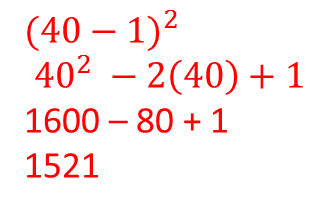 (40 − 1)²
40² − 2(40) + 1
1600 – 80 + 1
1521